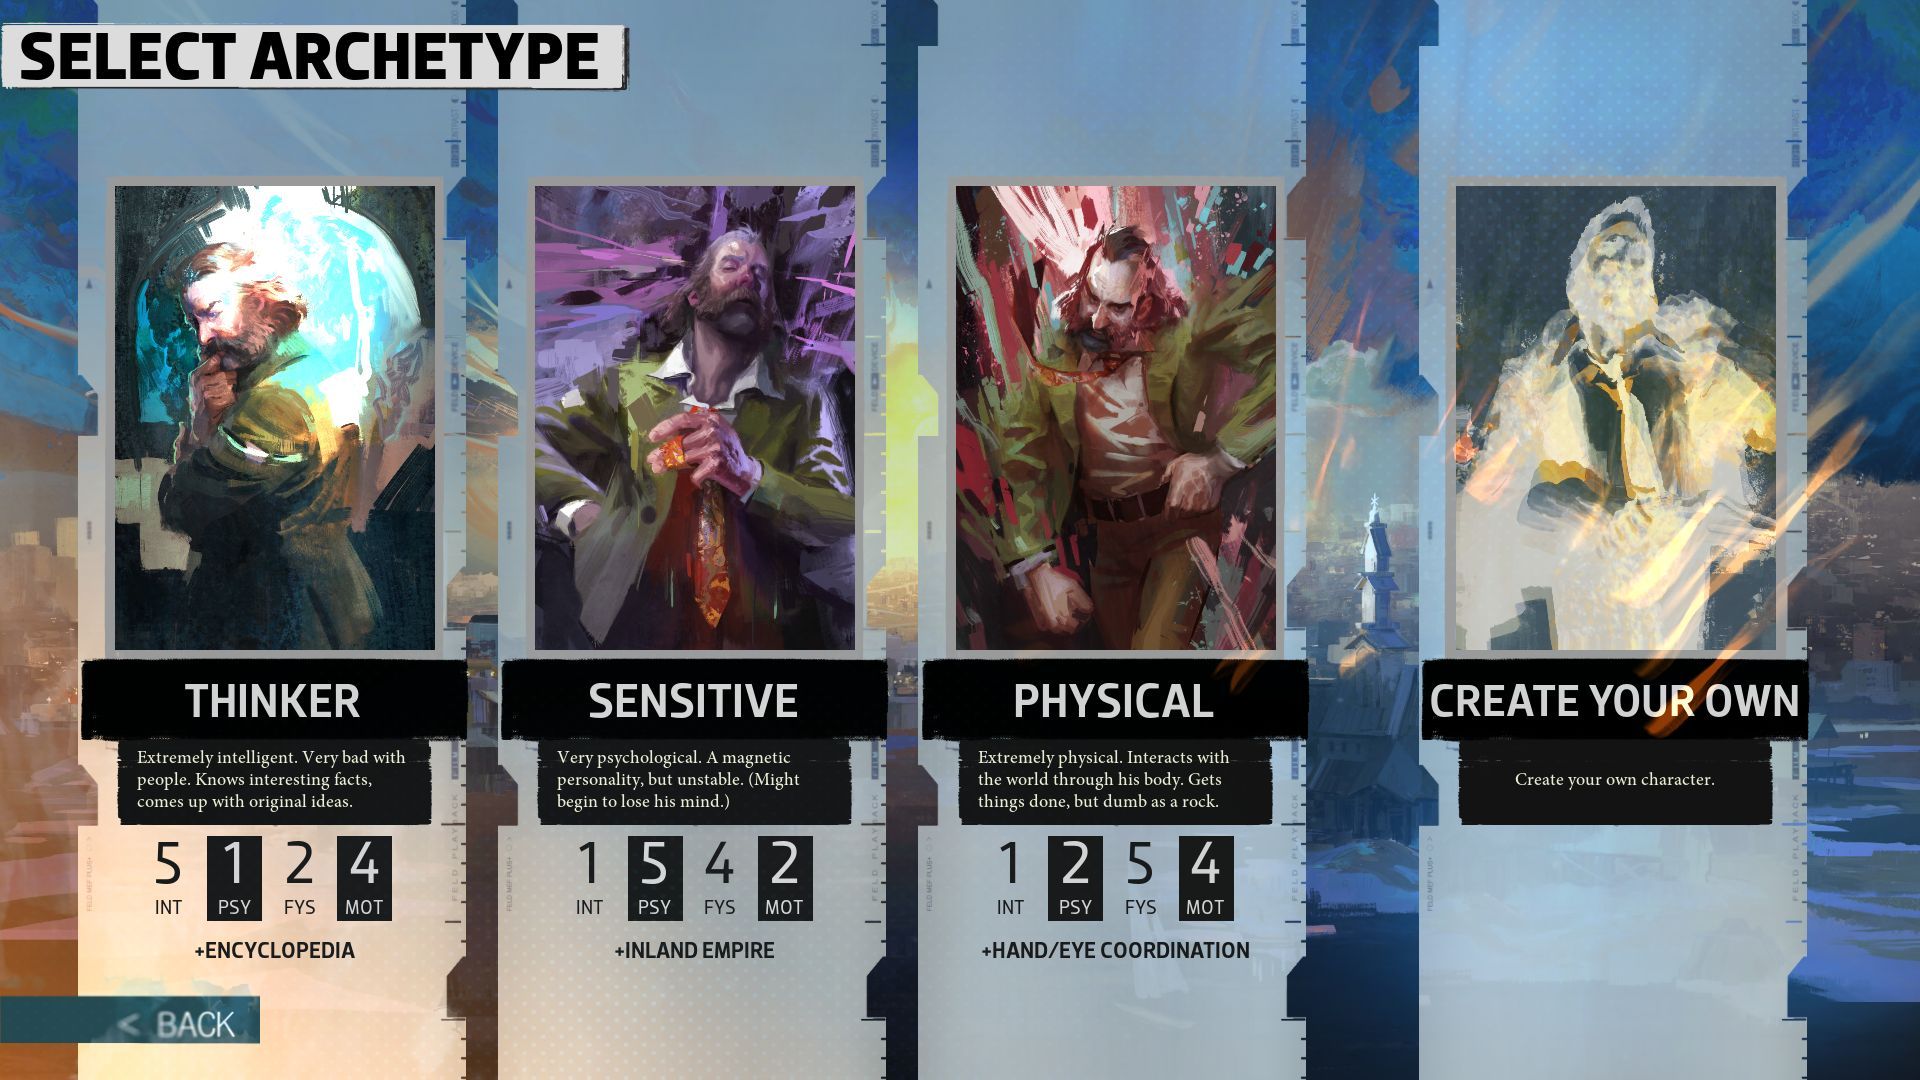 SELECT ARCHETYPE
THINKER
Extremely intelligent. Very bad with
people. Knows interesting facts,
comes up with original ideas.
5 1 2 4
INT PSY FYS MOT
+ENCYCLOPEDIA
SENSITIVE
Very psychological. A magnetic
personality, but unstable. (Might
begin to lose his mind.)
1 5 4 2
INT PSY FYS MOT
+INLAND EMPIRE
PHYSICAL
Extremely physical. Interacts with
the world through his body. Gets
things done, but dumb as a rock.
1 2 5 4
INT PSY FYS MOT
+HAND/EYE COORDINATION
CREATE YOUR OWN
Create your own character.
< BACK